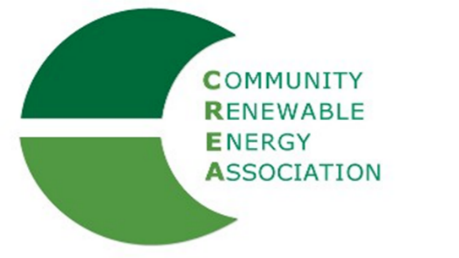 COMMUNITY
RENEWABLE
ENERGY
ASSOCIATION